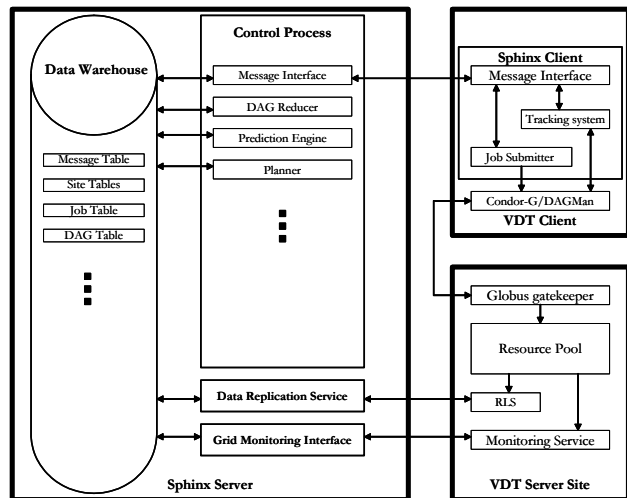 Data Warehouse
Message Table
Site Tables
Job Table
DAG Table
Control Process
Message Interface
DAG Reducer
Prediction Engine
Planner
Data Replication Service
Grid Monitoring Interface
Sphinx Server
Sphinx Client
Message Interface
Tracking system
Job Submitter
Condor-G/DAGMan
VDT Client
Globus gatekeeper
Resource Pool
RLS
Monitoring Service
VDT Server Site